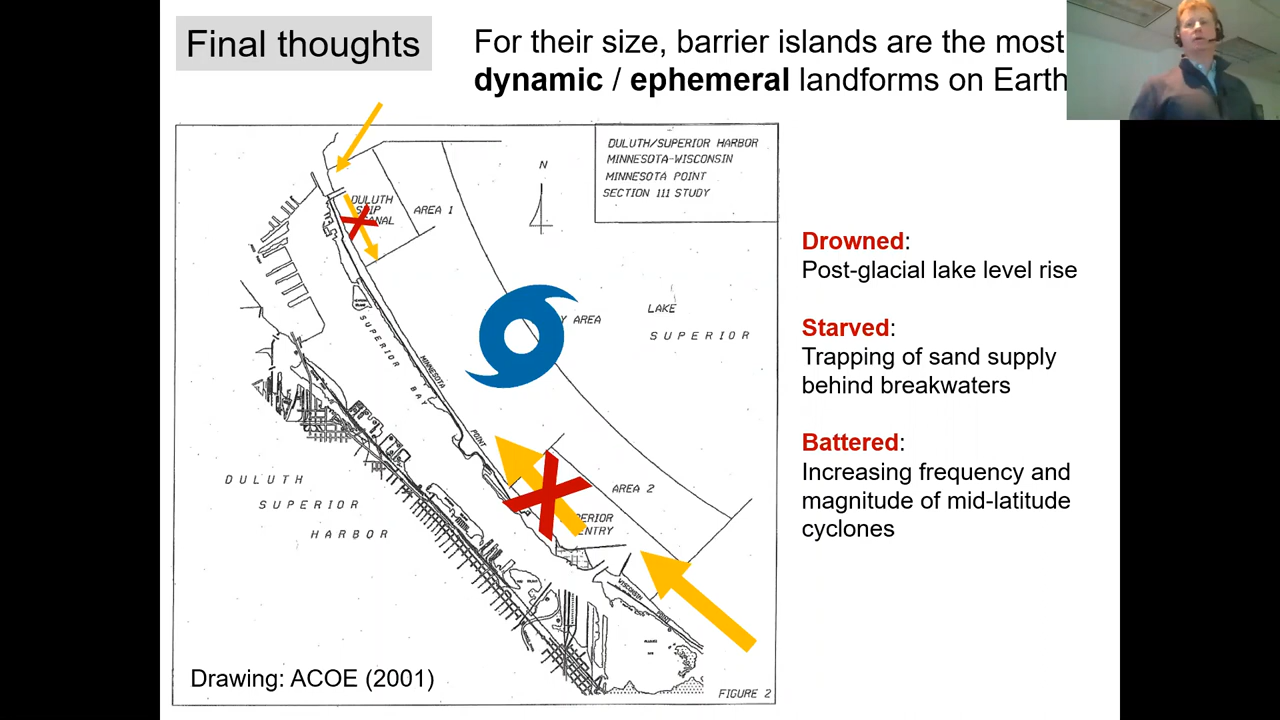 Final thoughts
For their size, barrier islands are the most
dynamic / ephemeral landforms on Earth
DULUTH/SUPERIOR HARBOR
MINNESOTA-WISCONSIN
MINNESOTA POINT
SECTION 111 STUDY
N
DULUTH
SHIP
CANAL
AREA 1
LAKE
SUPERIOR
Y AREA
SUPERIOR
BAY
MINNESOTA
POINT
AREA 2
PERIOR
ENTRY
WISCONSIN
POINT
DULUTH
SUPERIOR
HARBOR
FIGURE 2
Drawing: ACOE (2001)
Drowned:
Post-glacial lake level rise
Starved:
Trapping of sand supply
behind breakwaters
Battered:
Increasing frequency and
magnitude of mid-latitude
cyclones